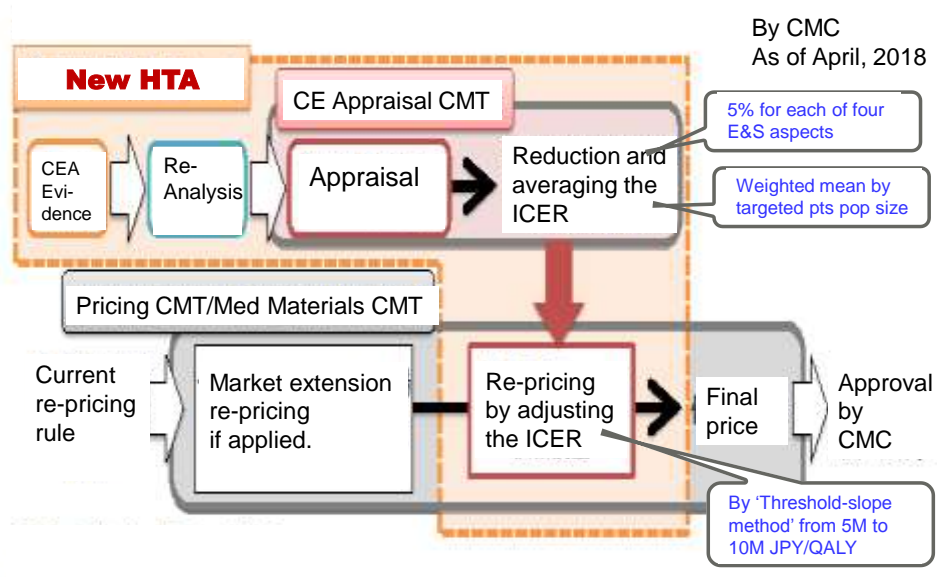 By CMC
As of April, 2018
New HTA
CE Appraisal CMT
5% for each of four
E&S aspects
CEA
Evi-
dence
Re-
Analysis
Appraisal
Reduction and
averaging the
ICER
Weighted mean by
targeted pts pop size
Pricing CMT/Med Materials CMT
Current
re-pricing
rule
Market extension
re-pricing
if applied.
Re-pricing
by adjusting
the ICER
Final
price
Approval
by
CMC
By ‘Threshold-slope
method’ from 5M to
10M JPY/QALY